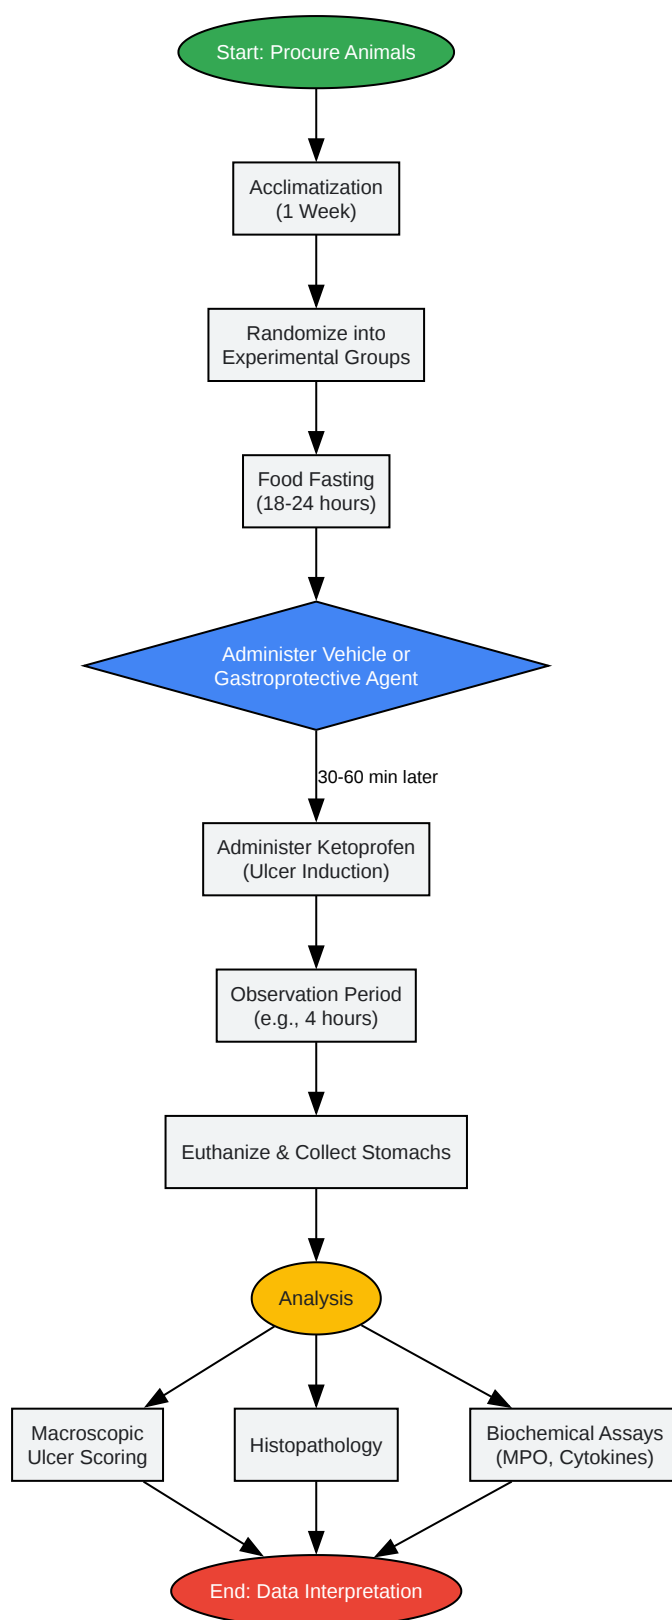 Start: Procure Animals
Acclimatization
(1 Week)
Randomize into
Experimental Groups
Food Fasting
(18-24 hours)
Administer Vehicle or
Gastroprotective Agent
30-60 min later
Administer Ketoprofen
(Ulcer Induction)
Observation Period
(e.g., 4 hours)
Euthanize & Collect Stomachs
Analysis
Macroscopic
Ulcer Scoring
Histopathology
Biochemical Assays
(MPO, Cytokines)
End: Data Interpretation